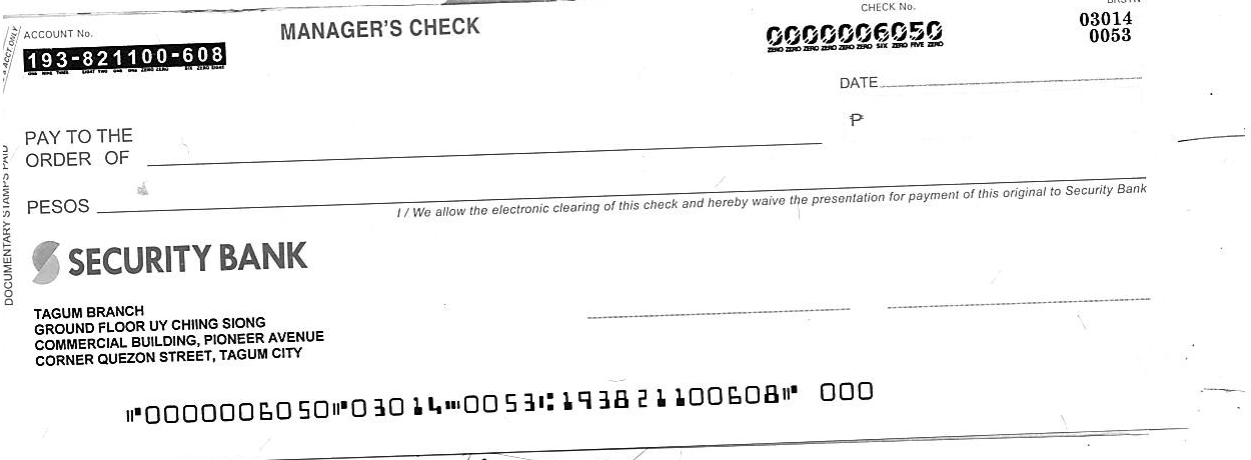 ACCOUNT No.
193-821100-608
ONE NINE THREE EIGHT TWO ONE ONE ZERO ZERO SIX ZERO EIGHT
MANAGER'S CHECK
CHECK No.
0000006050
ZERO ZERO ZERO ZERO ZERO ZERO SIX ZERO FIVE ZERO
BRSTN
03014
0053
DATE
₱
PAY TO THE
ORDER OF
PESOS
I / We allow the electronic clearing of this check and hereby waive the presentation for payment of this original to Security Bank
DOCUMENTARY STAMPS PAID
SECURITY BANK
TAGUM BRANCH
GROUND FLOOR UY CHIING SIONG
COMMERCIAL BUILDING, PIONEER AVENUE
CORNER QUEZON STREET, TAGUM CITY
⑈0000006050⑈03014⑉0053⑆193821100608⑈ 000